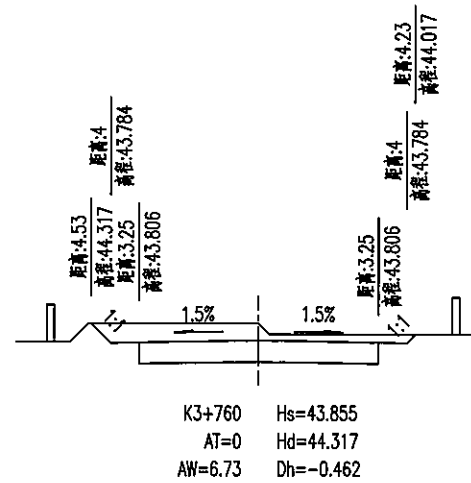 距离:4.23
高程:44.017
距离:4
高程:43.784
距离:4
高程:43.784
距离:4.53
高程:44.317
距离:3.25
高程:43.806
距离:3.25
高程:43.806
1:1
1.5%
1.5%
1:1
K3+760 Hs=43.855
AT=0 Hd=44.317
AW=6.73 Dh=-0.462